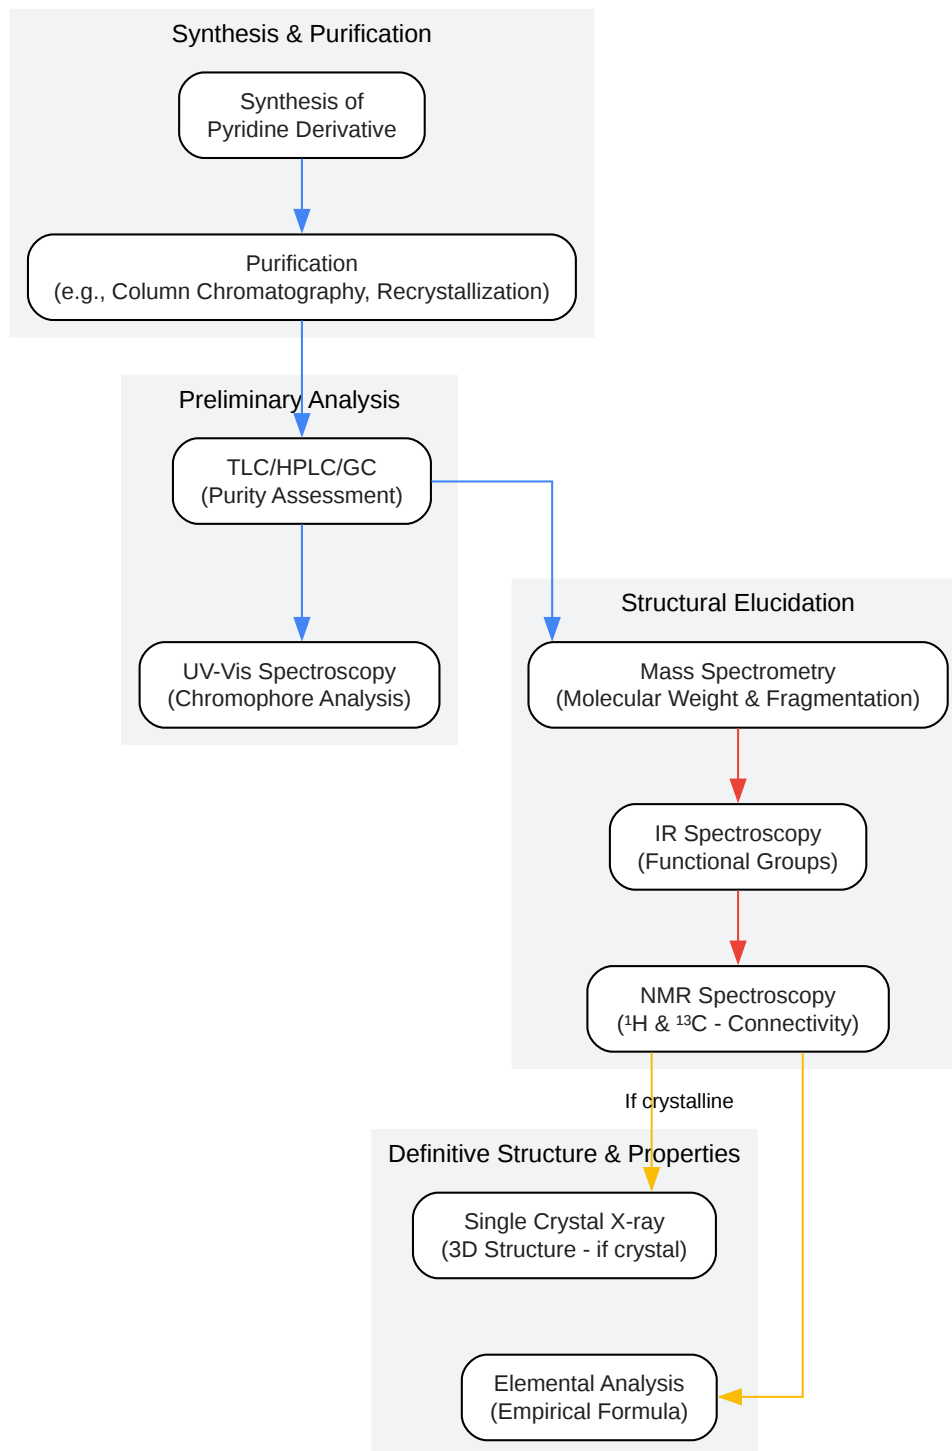 Synthesis & Purification
Synthesis of
Pyridine Derivative
Purification
(e.g., Column Chromatography, Recrystallization)
Preliminary Analysis
TLC/HPLC/GC
(Purity Assessment)
UV-Vis Spectroscopy
(Chromophore Analysis)
Structural Elucidation
Mass Spectrometry
(Molecular Weight & Fragmentation)
IR Spectroscopy
(Functional Groups)
NMR Spectroscopy
(¹H & ¹³C - Connectivity)
If crystalline
Definitive Structure & Properties
Single Crystal X-ray
(3D Structure - if crystal)
Elemental Analysis
(Empirical Formula)